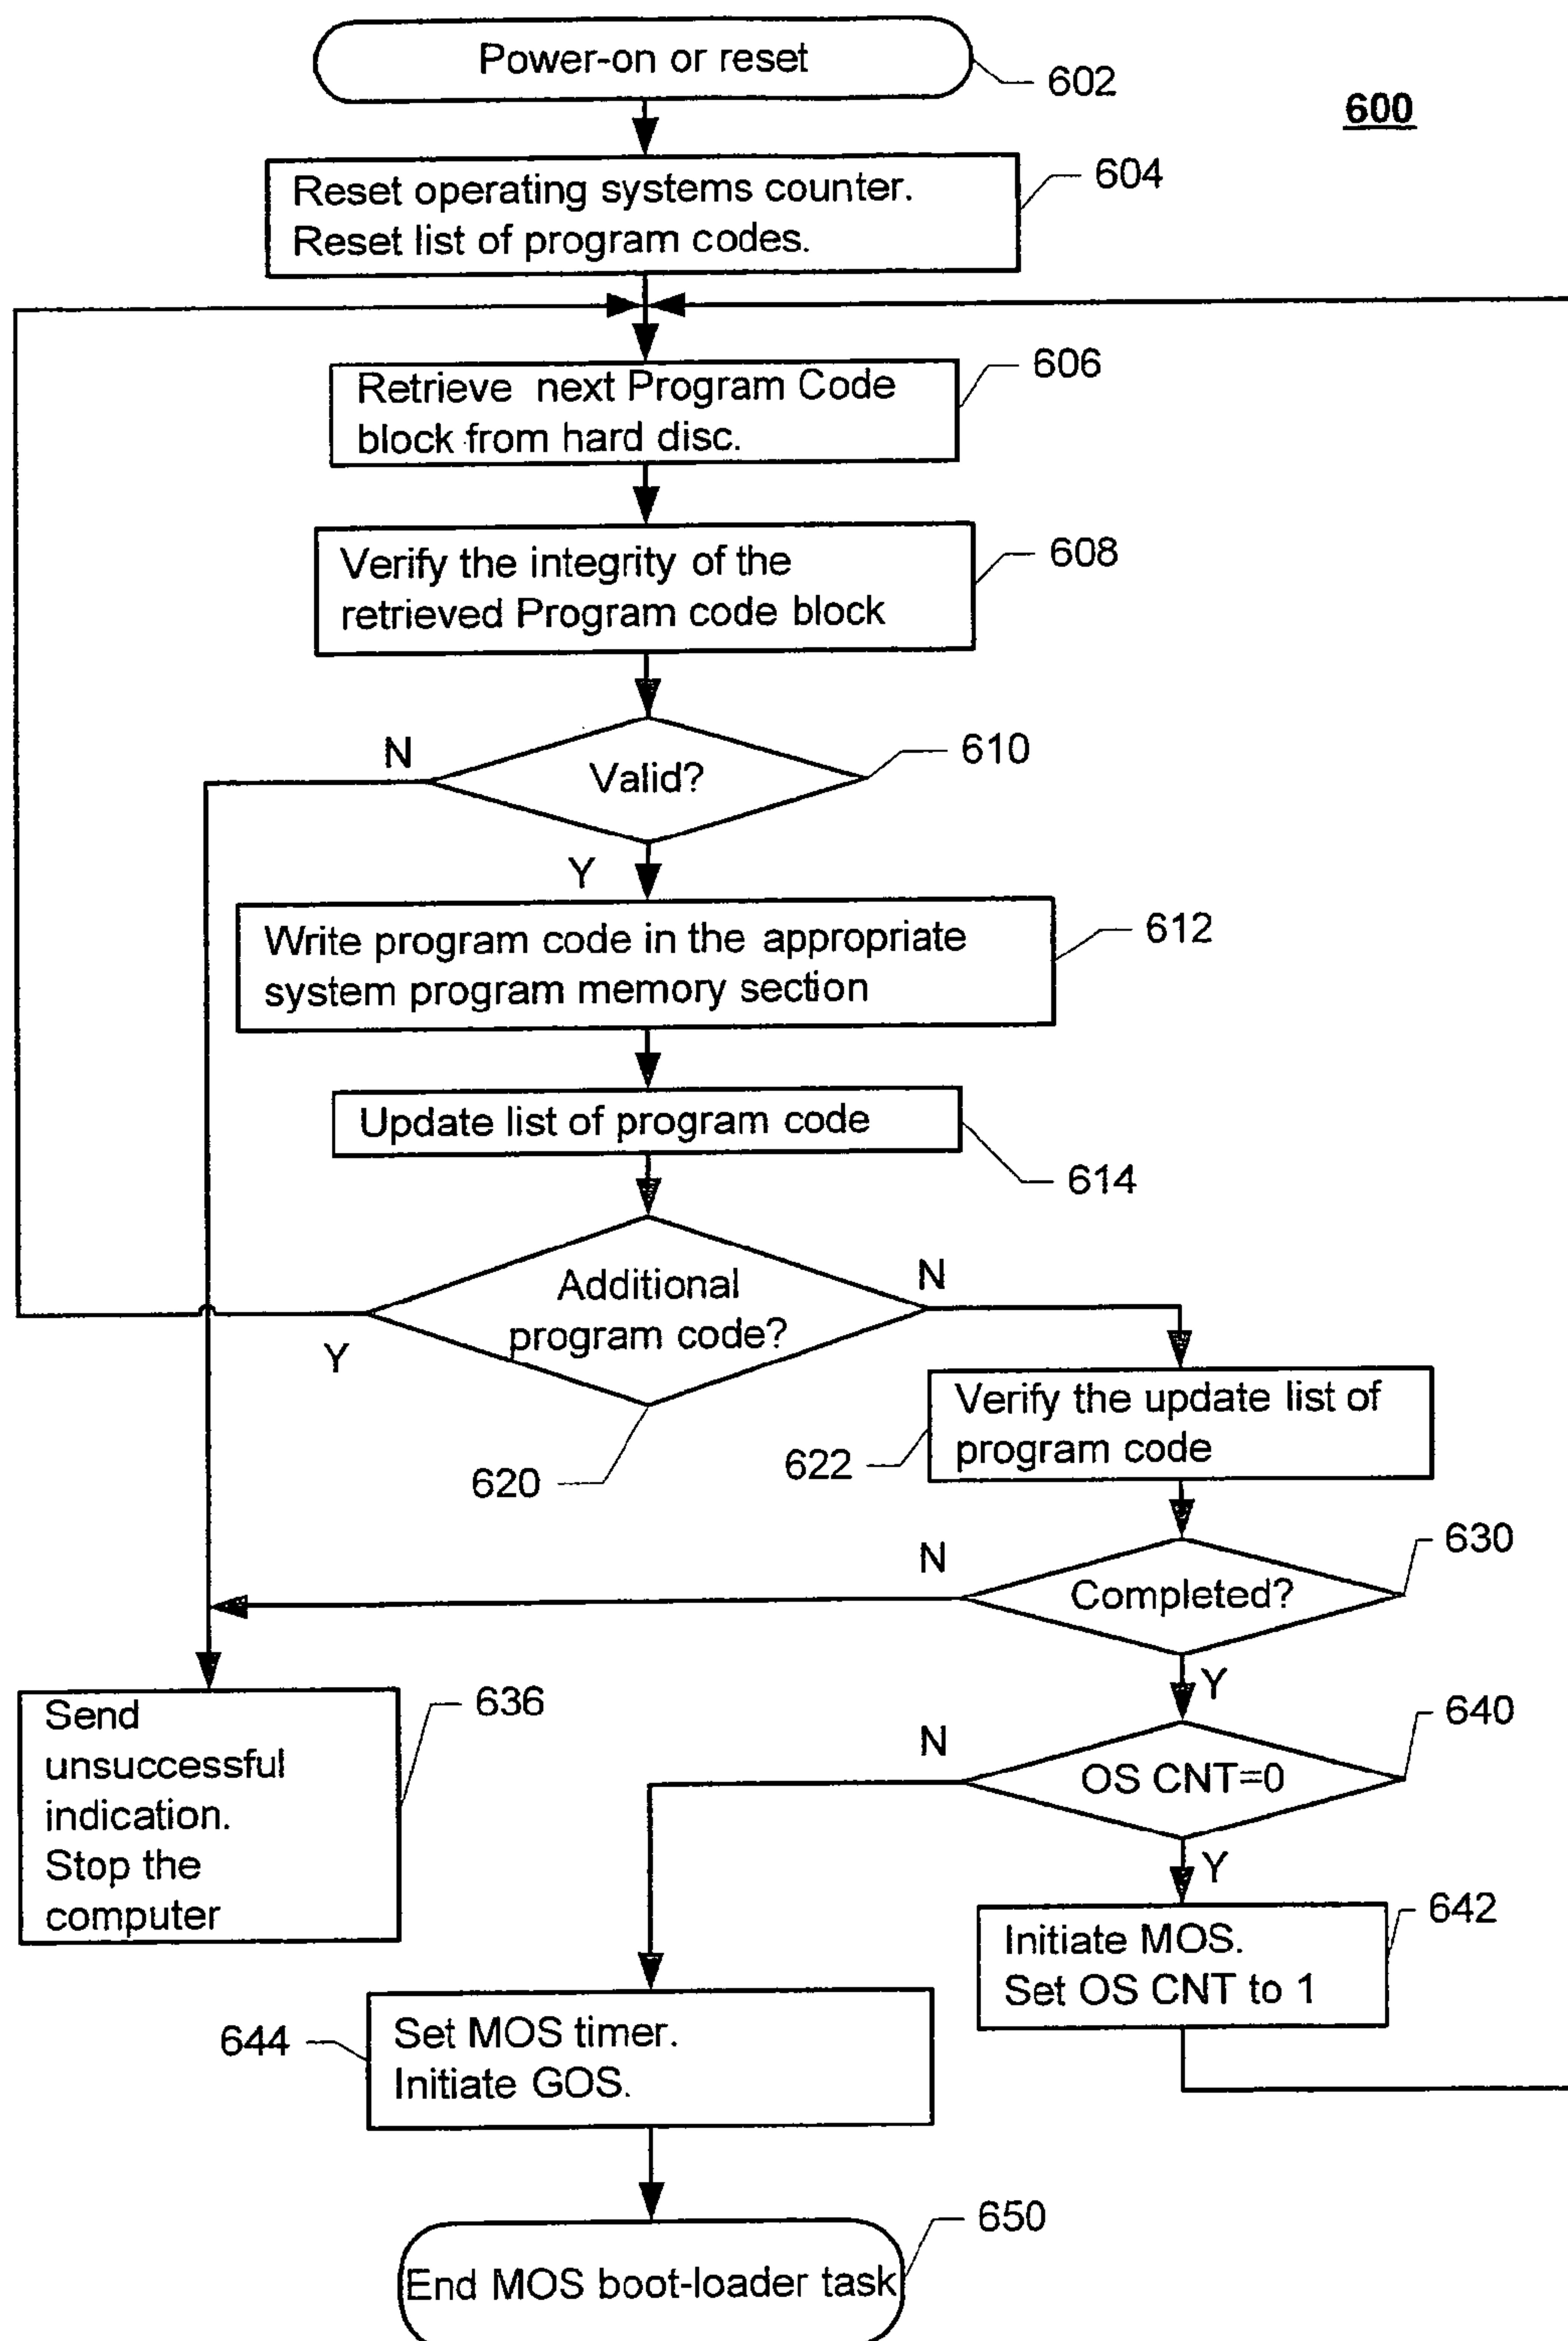 Power-on or reset
602
600
Reset operating systems counter.
Reset list of program codes.
604
Retrieve next Program Code
block from hard disc.
606
Verify the integrity of the
retrieved Program code block
608
N
Valid?
610
Y
Write program code in the appropriate
system program memory section
612
Update list of program code
614
Additional
program code?
N
Y
620
Verify the update list of
program code
622
N
Completed?
630
Y
Send
unsuccessful
indication.
Stop the
computer
636
N
OS CNT=0
640
Y
Initiate MOS.
Set OS CNT to 1
642
644
Set MOS timer.
Initiate GOS.
650
End MOS boot-loader task